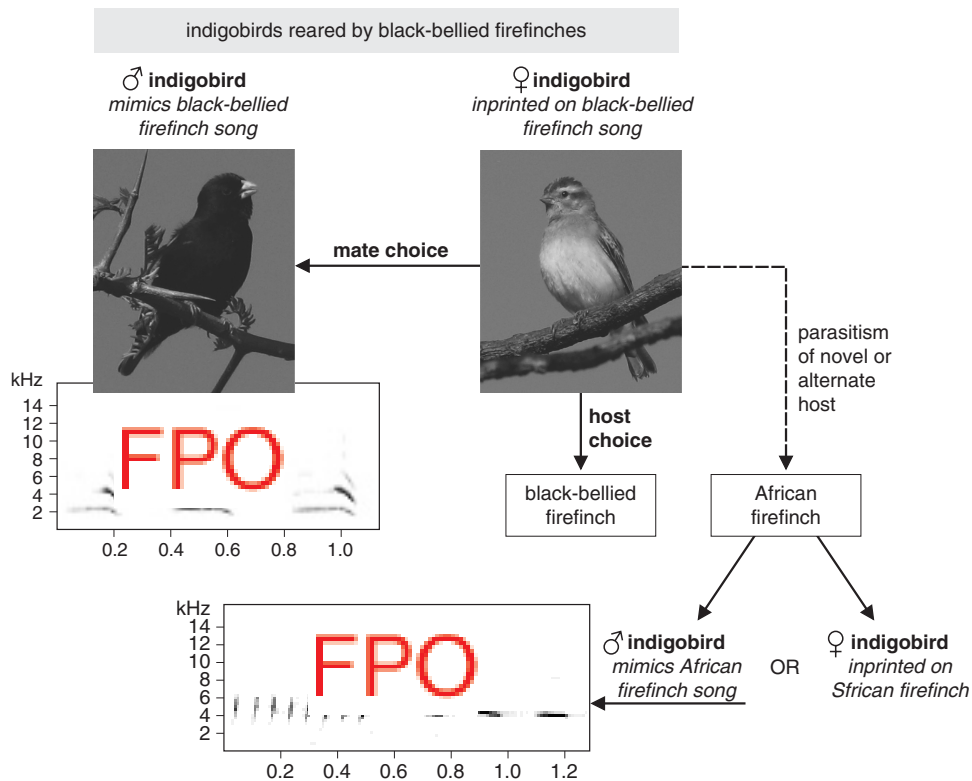 indigobirds reared by black-bellied firefinches
♂ indigobird
mimics black-bellied
firefinch song
♀ indigobird
inprinted on black-bellied
firefinch song
mate choice
parasitism
of novel or
alternate
host
host
choice
black-bellied
firefinch
African
firefinch
kHz
14
12
10
8
6
4
2
FPO
0.2 0.4 0.6 0.8 1.0
♂ indigobird
mimics African
firefinch song
OR
♀ indigobird
inprinted on
Sfrican firefinch
kHz
14
12
10
8
6
4
2
FPO
0.2 0.4 0.6 0.8 1.0 1.2